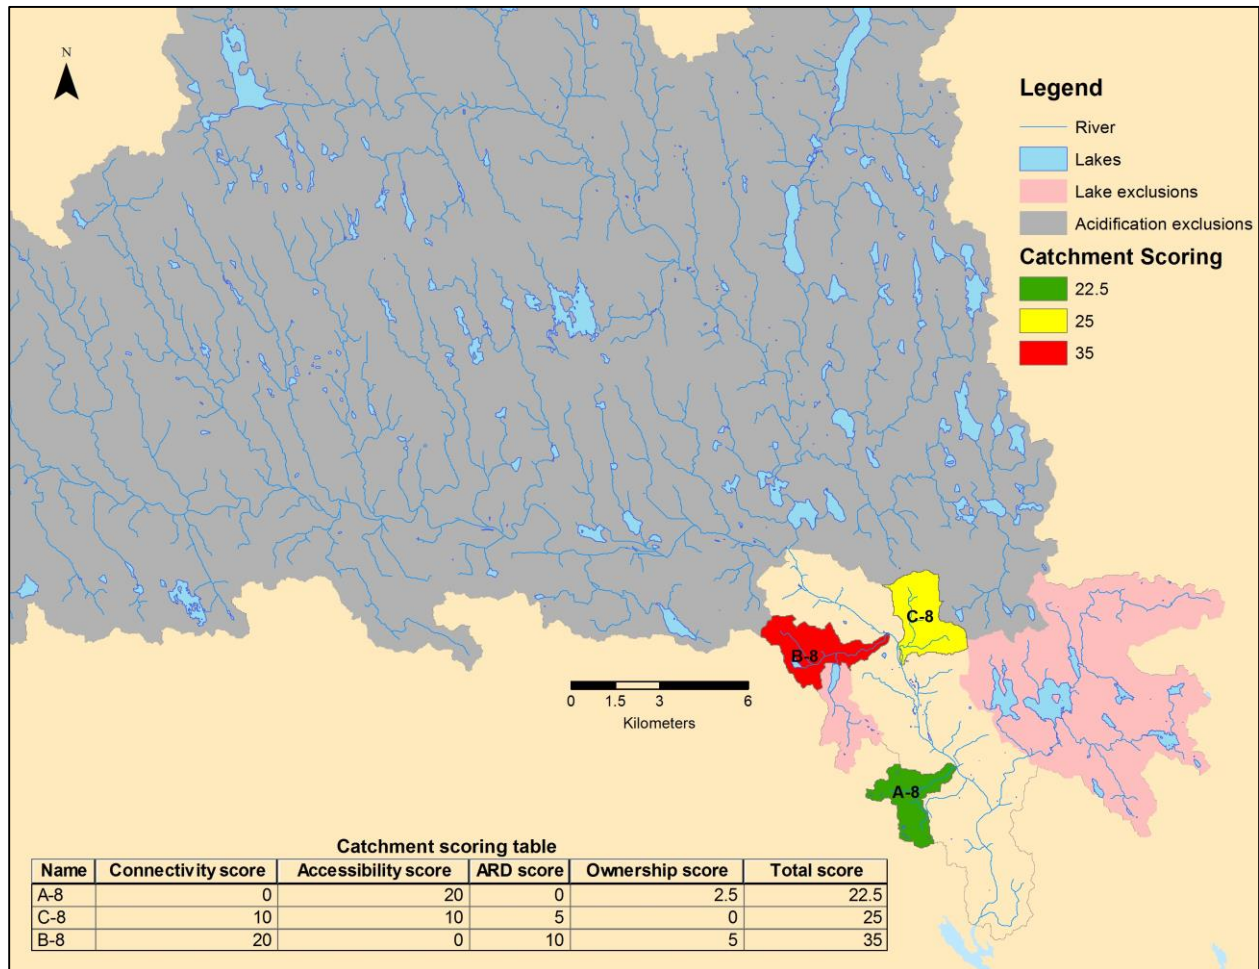 N
Legend
River
Lakes
Lake exclusions
Acidification exclusions
Catchment Scoring
22.5
25
35
C-8
B-8
0 1.5 3 6
Kilometers
A-8
Catchment scoring table
Name Connectivity score Accessibility score ARD score Ownership score Total score
A-8 0 20 0 2.5 22.5
C-8 10 10 5 0 25
B-8 20 0 10 5 35